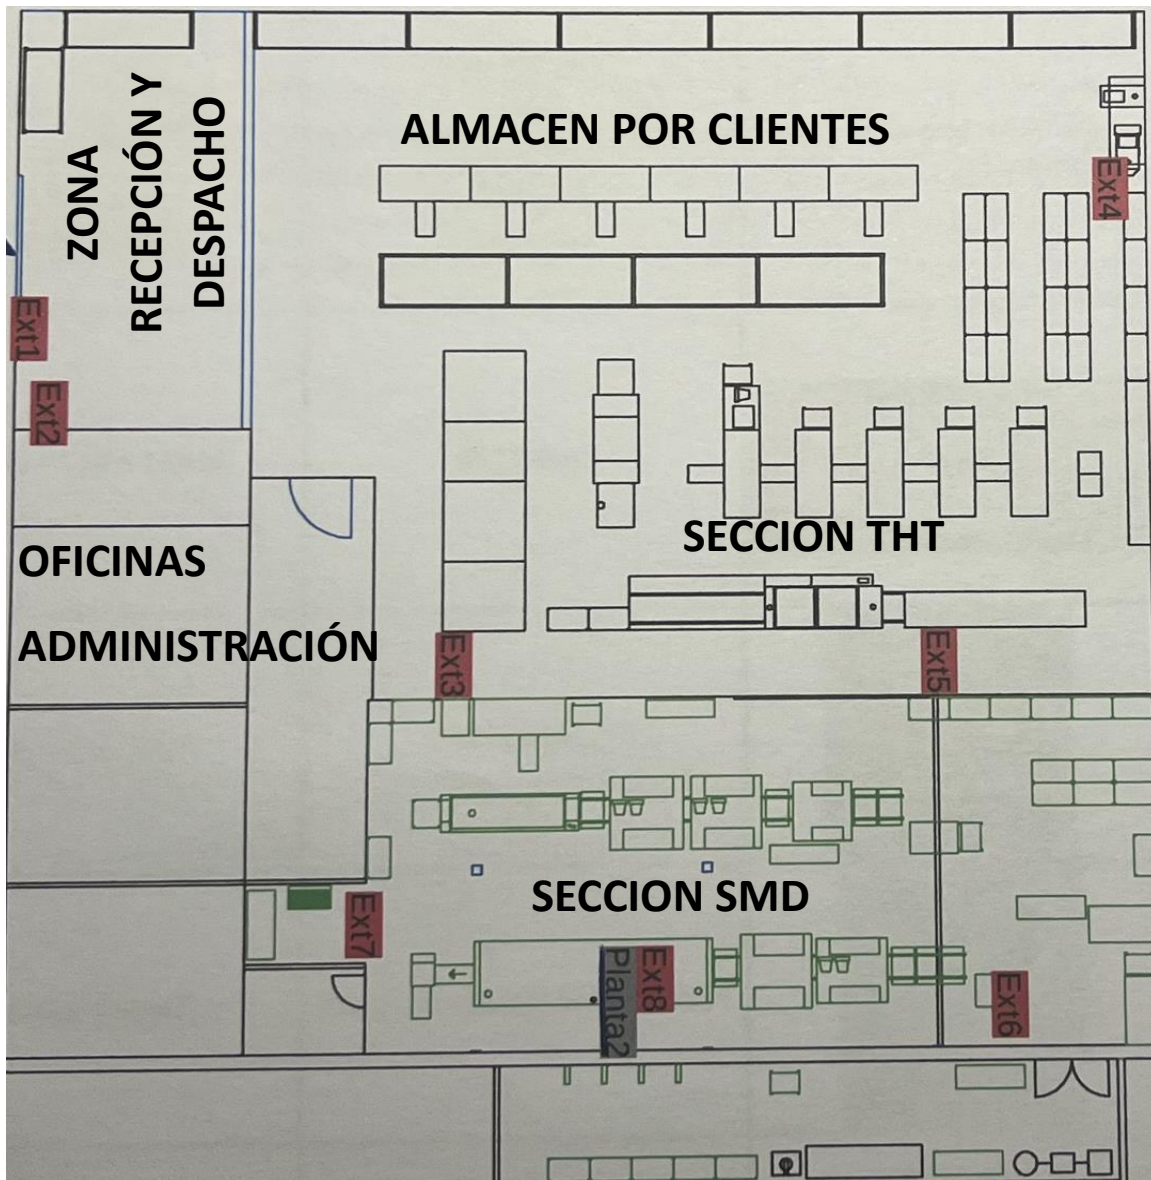 ZONA
RECEPCIÓN Y
DESPACHO
ALMACEN POR CLIENTES
Ext4
Ext1
Ext2
SECCION THT
OFICINAS
ADMINISTRACIÓN
Ext3
Ext5
SECCION SMD
Ext7
Ext8
Planta2
Ext6